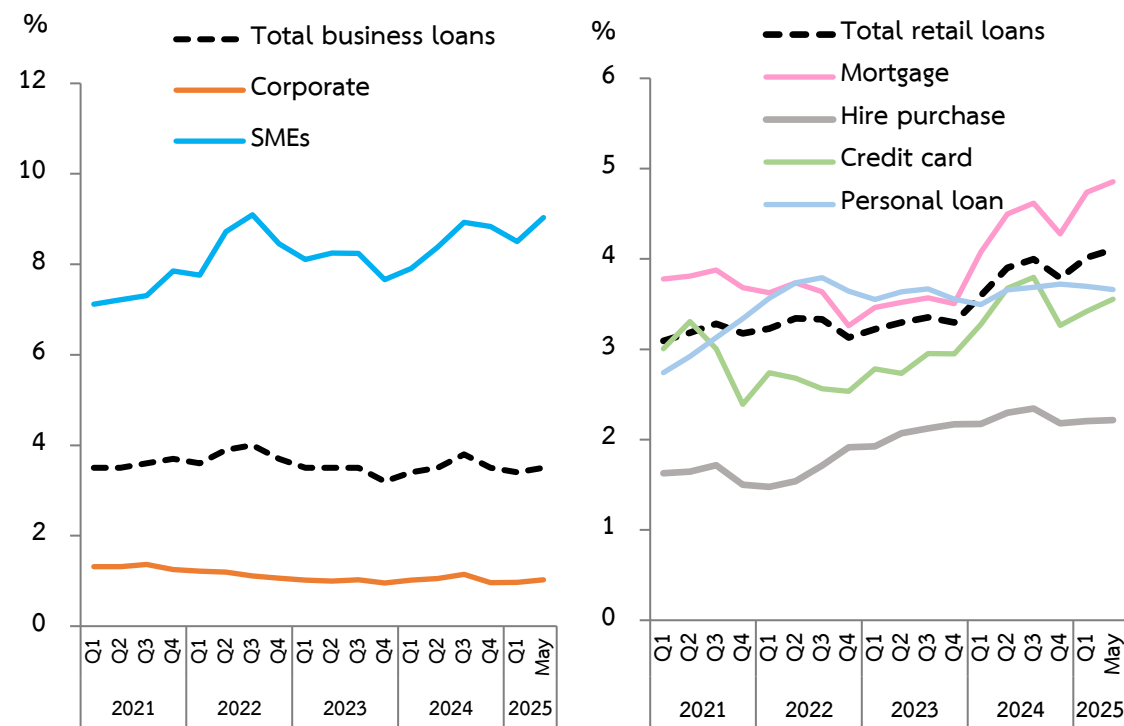 %
Total business loans
Corporate
SMEs
12
10
8
6
4
2
0
Q1 Q2 Q3 Q4 Q1 Q2 Q3 Q4 Q1 Q2 Q3 Q4 Q1 Q2 Q3 Q4 Q1 May
2021 2022 2023 2024 2025
%
Total retail loans
Mortgage
Hire purchase
Credit card
Personal loan
6
5
4
3
2
1
0
Q1 Q2 Q3 Q4 Q1 Q2 Q3 Q4 Q1 Q2 Q3 Q4 Q1 Q2 Q3 Q4 Q1 May
2021 2022 2023 2024 2025